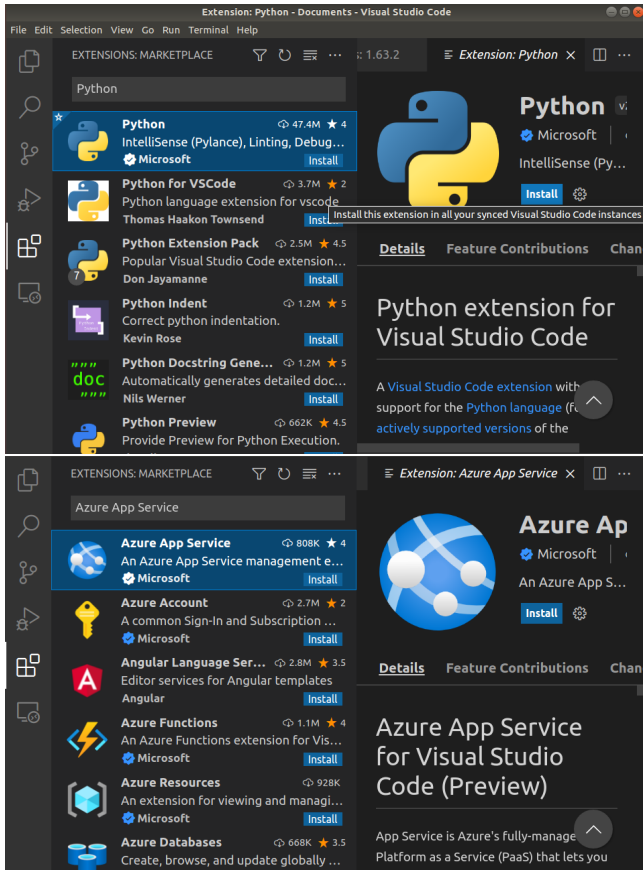 Extension: Python - Documents - Visual Studio Code
File Edit Selection View Go Run Terminal Help
EXTENSIONS: MARKETPLACE
Python
Python 47.4M ★ 4
IntelliSense (Pylance), Linting, Debug...
Microsoft Install
Python for VSCode 3.7M ★ 2
Python language extension for vscode
Thomas Haakon Townsend
Python Extension Pack 2.5M ★ 4.5
Popular Visual Studio Code extension...
7
Don Jayamanne Install
Python Indent 1.2M ★ 5
Correct python indentation.
Kevin Rose Install
Python Docstring Gene... 1.2M ★ 5
Automatically generates detailed doc...
""" doc """
Nils Werner Install
Python Preview 662K ★ 4.5
Provide Preview for Python Execution.
: 1.63.2 Extension: Python
Python
Microsoft
IntelliSense (Py...
Install
Install this extension in all your synced Visual Studio Code instances
Details Feature Contributions Chan
Python extension for
Visual Studio Code
A Visual Studio Code extension with
support for the Python language
actively supported versions of the
EXTENSIONS: MARKETPLACE
Azure App Service
Azure App Service 808K ★ 4
An Azure App Service management e...
Microsoft Install
Azure Account 2.7M ★ 2
A common Sign-In and Subscription ...
Microsoft Install
Angular Language Ser... 2.8M ★ 3.5
Editor services for Angular templates
A
Angular Install
Azure Functions 1.1M ★ 4
An Azure Functions extension for Vis...
Microsoft Install
Azure Resources 928K
An extension for viewing and managi...
Microsoft Install
Azure Databases 668K ★ 3.5
Create, browse, and update globally ...
Extension: Azure App Service
Azure Ap
Microsoft
An Azure App S...
Install
Details Feature Contributions Chan
Azure App Service
for Visual Studio
Code (Preview)
App Service is Azure's fully-manage
Platform as a Service (PaaS) that lets you